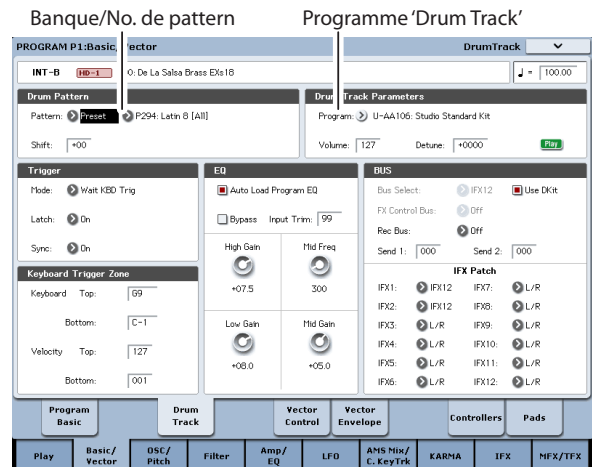 Banque/No. de pattern Programme ‘Drum Track’
PROGRAM P1:Basic/Vector DrumTrack
INT-B HD-1 0: De La Salsa Brass EXs18 ♩ = 100.00
Drum Pattern
Pattern: Preset P294: Latin 8 [All]
Shift: +00
Drum Track Parameters
Program: U-AA106: Studio Standard Kit
Volume: 127 Detune: +0000 Play
Trigger
Mode: Wait KBD Trig
Latch: On
Sync: On
Keyboard Trigger Zone
Keyboard Top: G9
Bottom: C-1
Velocity Top: 127
Bottom: 001
EQ
Auto Load Program EQ
Bypass Input Trim: 99
High Gain Mid Freq
+07.5 300
Low Gain Mid Gain
+08.0 +05.0
BUS
Bus Select: IFX12 Use DKit
FX Control Bus: Off
Rec Bus: Off
Send 1: 000 Send 2: 000
IFX Patch
IFX1: IFX12 IFX7: L/R
IFX2: IFX12 IFX8: L/R
IFX3: L/R IFX9: L/R
IFX4: L/R IFX10: L/R
IFX5: L/R IFX11: L/R
IFX6: L/R IFX12: L/R
Program Basic Drum Track Vector Control Vector Envelope Controllers Pads
Play Basic/Vector OSC/Pitch Filter Amp/EQ LFO AMS Mix/C. KeyTrk KARMA IFX MFX/TFX